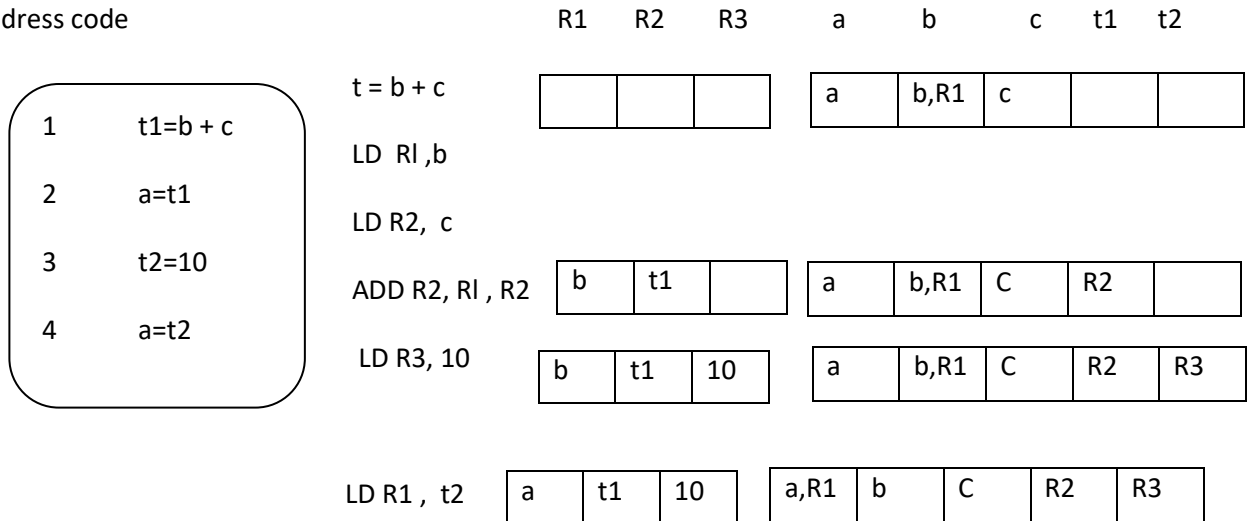 dress code R1 R2 R3 a b c t1 t2
t = b + c a b,R1 c
1 t1=b + c
LD Rl ,b
2 a=t1
LD R2, c
3 t2=10
ADD R2, Rl , R2 b t1 a b,R1 C R2
4 a=t2
LD R3, 10 b t1 10 a b,R1 C R2 R3
LD R1 , t2 a t1 10 a,R1 b C R2 R3